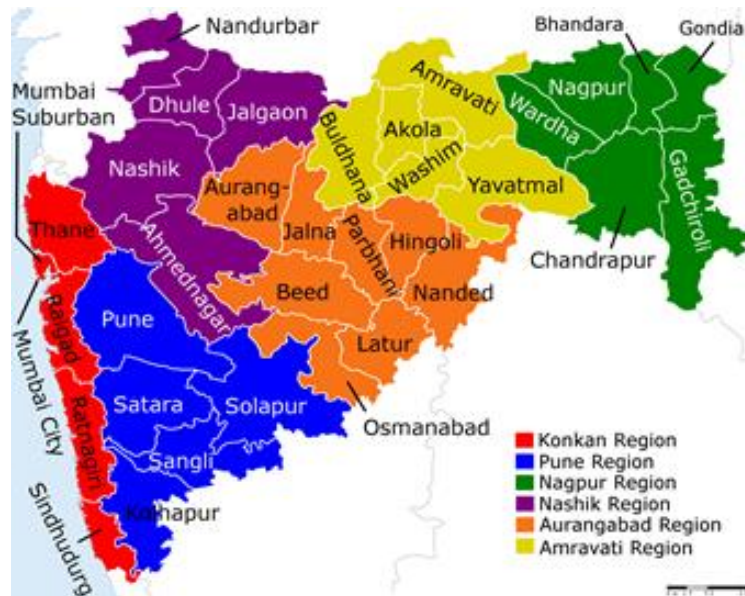 Nandurbar
Bhandara
Gondia
Mumbai
Suburban
Dhule
Jalgaon
Amravati
Nagpur
Wardha
Nashik
Buldhana
Akola
Washim
Yavatmal
Gadchiroli
Aurang-
abad
Thane
Ahmednagar
Jalna
Parbhani
Hingoli
Chandrapur
Beed
Nanded
Raigad
Pune
Latur
Mumbai City
Ratnagiri
Satara
Solapur
Osmanabad
Sangli
Kolhapur
Sindhudurg
Konkan Region
Pune Region
Nagpur Region
Nashik Region
Aurangabad Region
Amravati Region